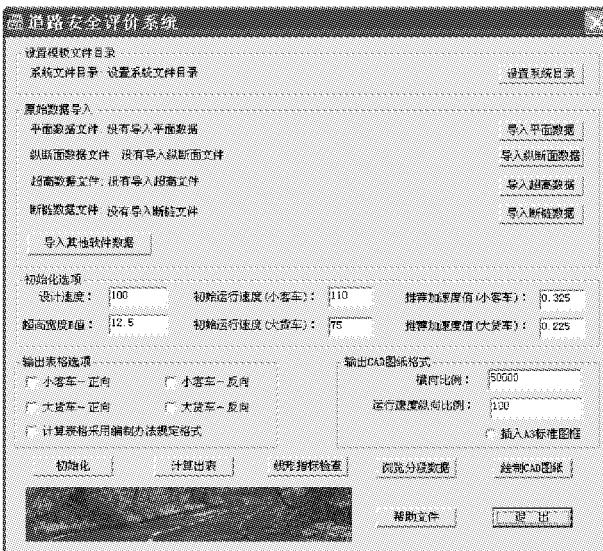 道路安全评价系统
设置模板文件目录
系统文件目录 设置系统文件目录 设置系统目录
原始数据导入
平面数据文件 没有导入平面数据 导入平面数据
纵断面数据文件 没有导入纵断面文件 导入纵断面数据
超高数据文件: 没有导入超高文件 导入超高数据
断链数据文件 没有导入断链文件 导入断链数据
导入其他软件数据
初始化选项
设计速度: 100 初始运行速度(小客车): 110 推荐加速度值(小客车): 0.325
超高宽度B值: 12.5 初始运行速度(大货车): 75 推荐加速度值(大货车): 0.225
输出表格选项 输出CAD图纸格式
小客车-正向 小客车-反向 横向比例: 50000
大货车-正向 大货车-反向 运行速度纵向比例: 100
计算表格采用编制办法规定格式 插入A3标准图框
初始化 计算出表 线形指标检查 浏览分段数据 绘制CAD图纸
帮助文件 退 出